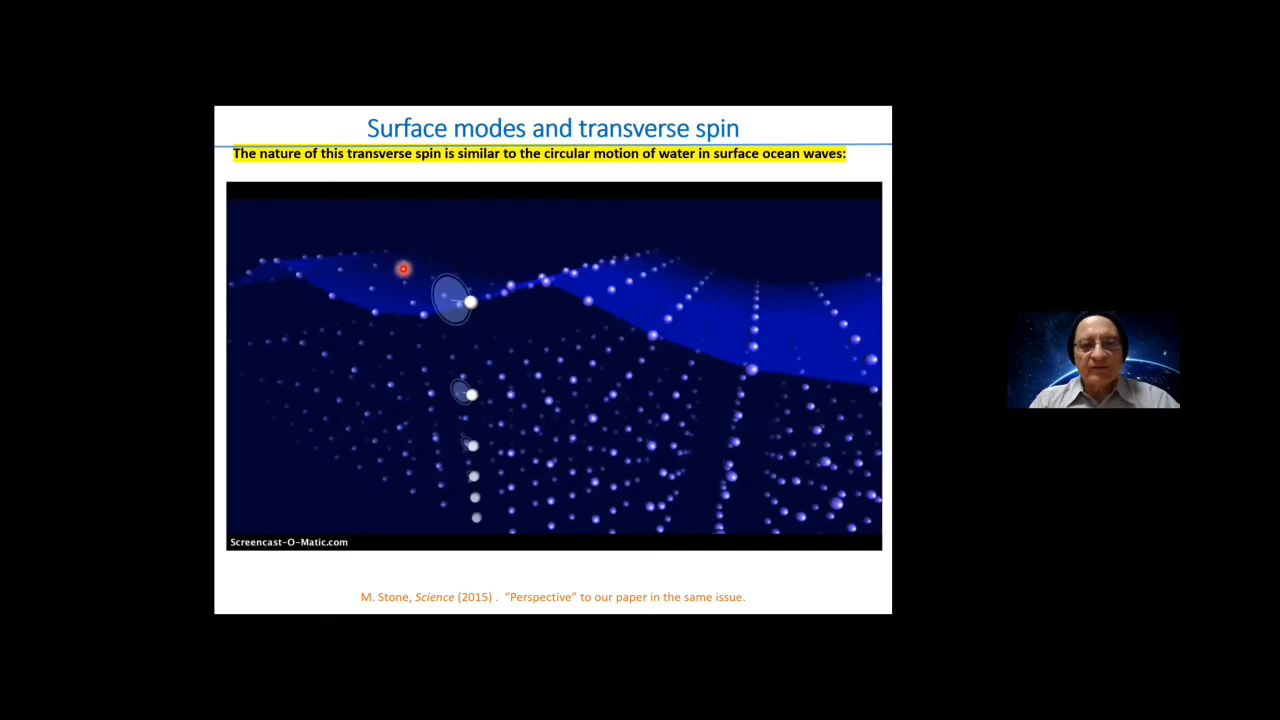 Surface modes and transverse spin
The nature of this transverse spin is similar to the circular motion of water in surface ocean waves:
Screencast-O-Matic.com
M. Stone, Science (2015) . “Perspective” to our paper in the same issue.